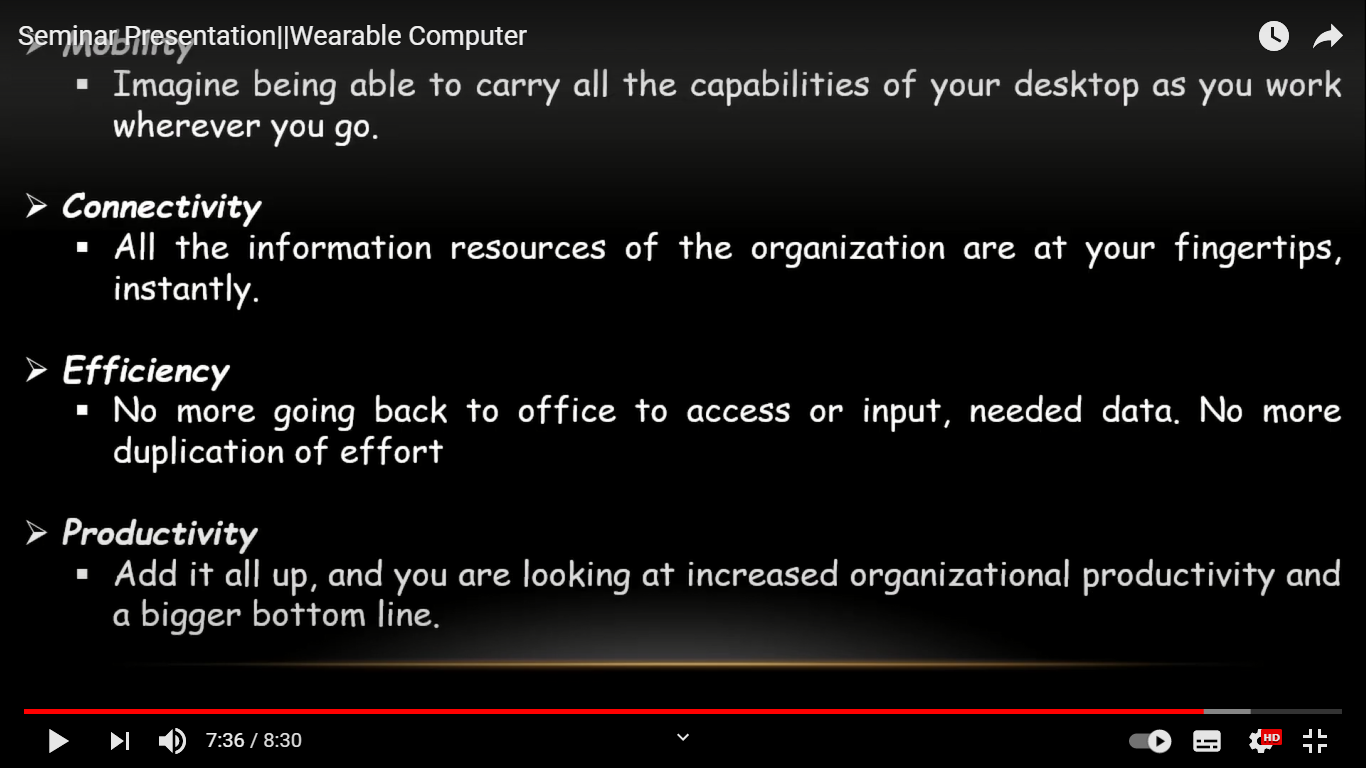 Seminar Presentation||Wearable Computer
➢ Mobility
▪ Imagine being able to carry all the capabilities of your desktop as you work
wherever you go.
➢ Connectivity
▪ All the information resources of the organization are at your fingertips,
instantly.
➢ Efficiency
▪ No more going back to office to access or input, needed data. No more
duplication of effort
➢ Productivity
▪ Add it all up, and you are looking at increased organizational productivity and
a bigger bottom line.
7:36 / 8:30
HD